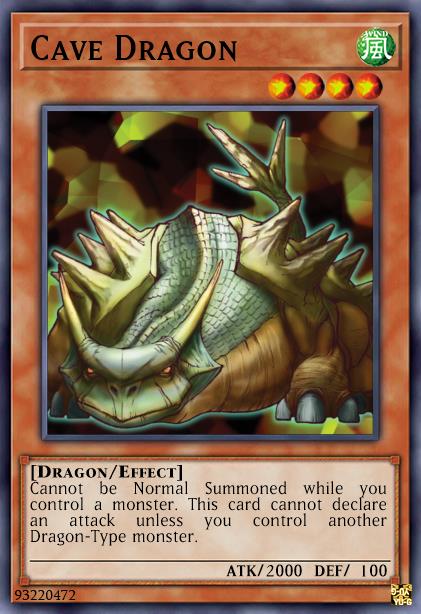 CAVE DRAGON
WIND
風
[DRAGON/EFFECT]
Cannot be Normal Summoned while you
control a monster. This card cannot declare
an attack unless you control another
Dragon-Type monster.
ATK/2000 DEF/ 100
93220472